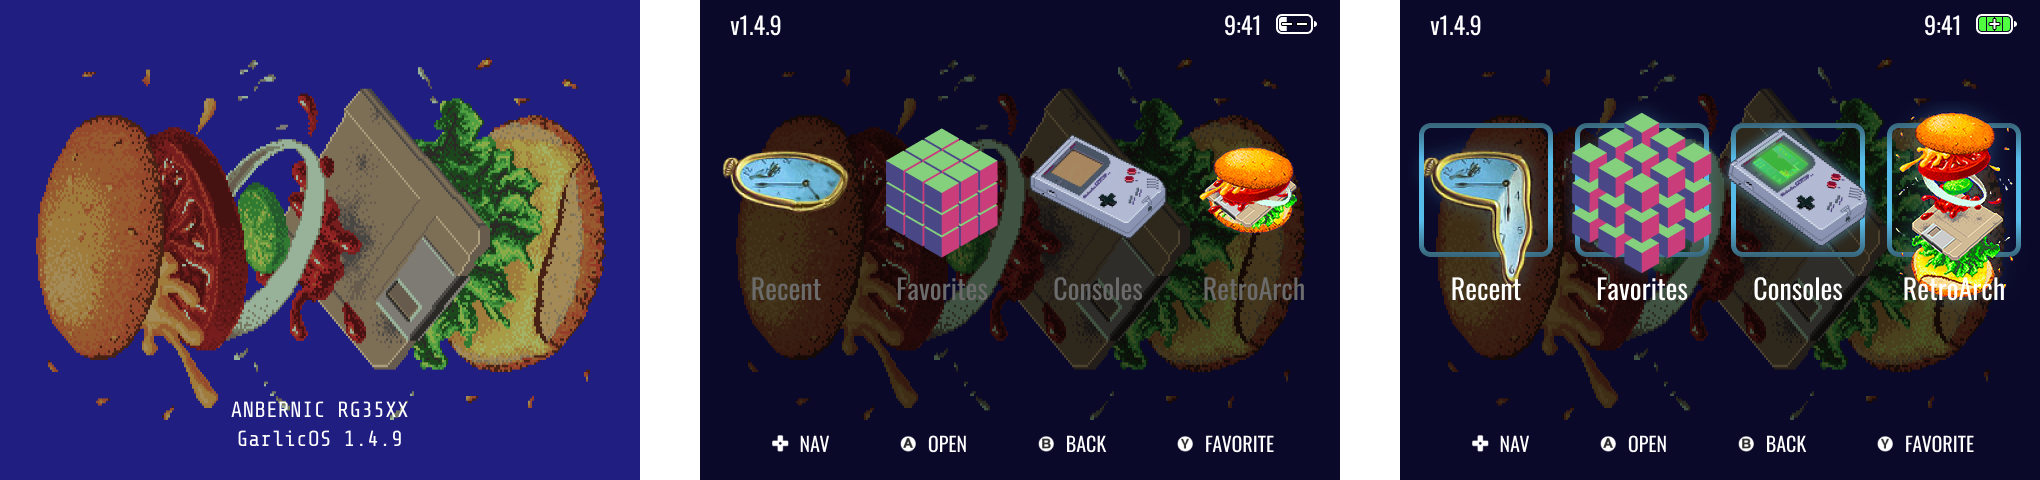 ANBERNIC RG35XX
GarlicOS 1.4.9
v1.4.9 9:41
Recent Favorites Consoles RetroArch
NAV A OPEN B BACK Y FAVORITE
v1.4.9 9:41
Recent Favorites Consoles RetroArch
NAV A OPEN B BACK Y FAVORITE